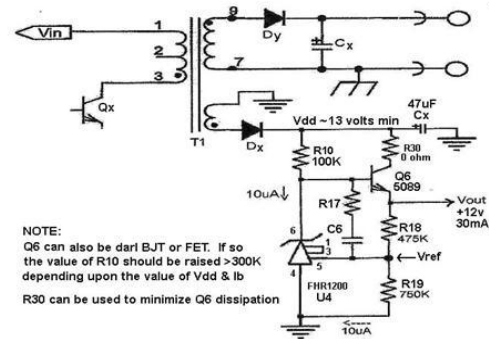 Vin
1
2
3
Qx
T1
9
7
Dy
Cx
Dx
Vdd ~13 volts min
47uF
Cx
R10
100K
R30
0 ohm
Q6
5089
10uA
R17
C6
Vout
+12v
30mA
R18
475K
Vref
R19
750K
6
1
3
5
4
FHR1200
U4
10uA
NOTE:
Q6 can also be darl BJT or FET. If so
the value of R10 should be raised >300K
depending upon the value of Vdd & Ib
R30 can be used to minimize Q6 dissipation